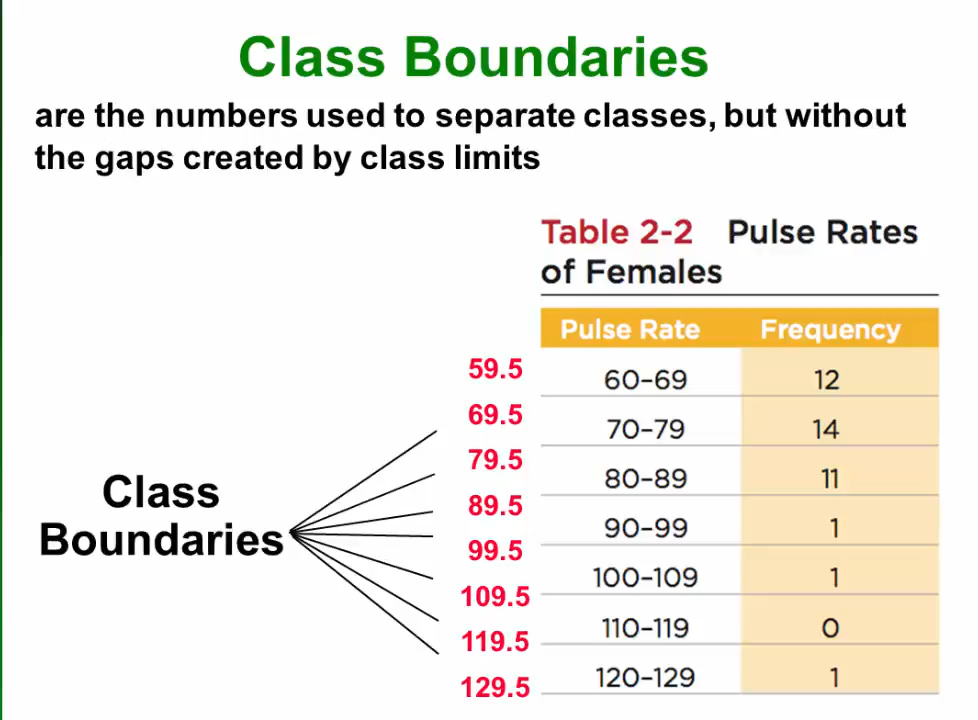 Class Boundaries
are the numbers used to separate classes, but without
the gaps created by class limits
Table 2-2 Pulse Rates
of Females
Pulse Rate Frequency
59.5
60–69 12
69.5
70–79 14
79.5
80–89 11
89.5
90–99 1
99.5
100–109 1
109.5
110–119 0
119.5
120–129 1
129.5
Class
Boundaries